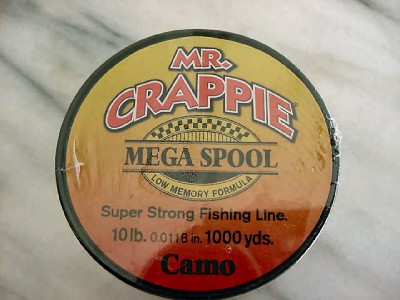 MR.
CRAPPIE
MEGA SPOOL
LOW MEMORY FORMULA
Super Strong Fishing Line.
10 lb. 0.0118 in. 1000 yds.
Camo